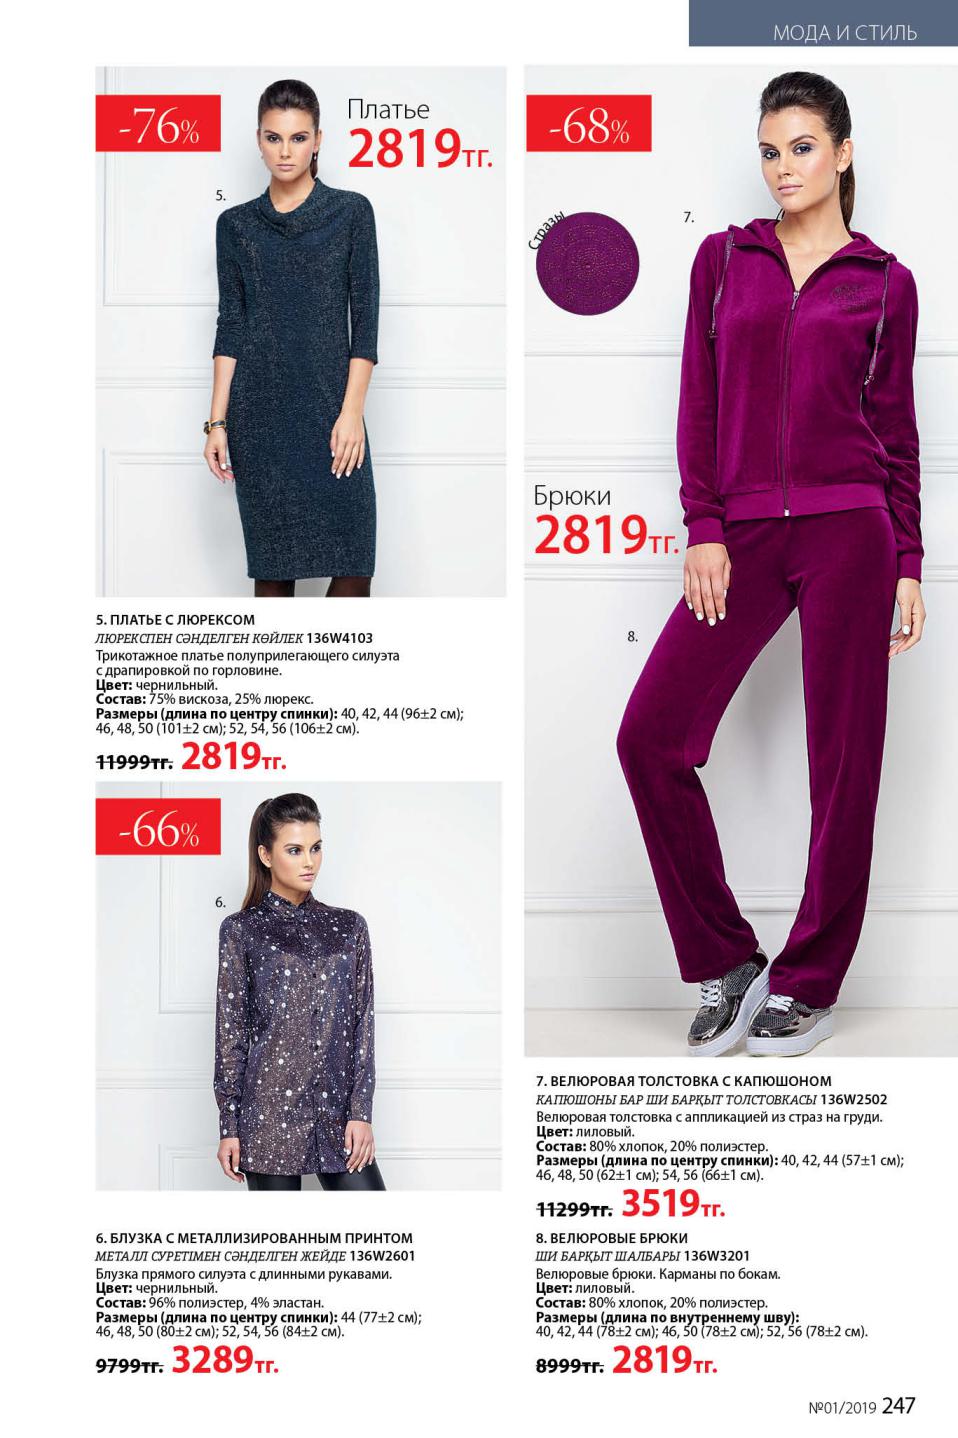 МОДА И СТИЛЬ
-76%
Платье
2819тг.
5.
-68%
Стразы
7.
Брюки
2819тг.
8.
5. ПЛАТЬЕ С ЛЮРЕКСОМ
ЛЮРЕКСПЕН СӘНДЕЛГЕН КӨЙЛЕК 136W4103
Трикотажное платье полуприлегающего силуэта
с драпировкой по горловине.
Цвет: чернильный.
Состав: 75% вискоза, 25% люрекс.
Размеры (длина по центру спинки): 40, 42, 44 (96±2 см);
46, 48, 50 (101±2 см); 52, 54, 56 (106±2 см).
11999тг. 2819тг.
-66%
6.
6. БЛУЗКА С МЕТАЛЛИЗИРОВАННЫМ ПРИНТОМ
МЕТАЛЛ СУРЕТІМЕН СӘНДЕЛГЕН ЖЕЙДЕ 136W2601
Блузка прямого силуэта с длинными рукавами.
Цвет: чернильный.
Состав: 96% полиэстер, 4% эластан.
Размеры (длина по центру спинки): 44 (77±2 см);
46, 48, 50 (80±2 см); 52, 54, 56 (84±2 см).
9799тг. 3289тг.
7. ВЕЛЮРОВАЯ ТОЛСТОВКА С КАПЮШОНОМ
КАПЮШОНЫ БАР ШИ БАРҚЫТ ТОЛСТОВКАСЫ 136W2502
Велюровая толстовка с аппликацией из страз на груди.
Цвет: лиловый.
Состав: 80% хлопок, 20% полиэстер.
Размеры (длина по центру спинки): 40, 42, 44 (57±1 см);
46, 48, 50 (62±1 см); 54, 56 (66±1 см).
11299тг. 3519тг.
8. ВЕЛЮРОВЫЕ БРЮКИ
ШИ БАРҚЫТ ШАЛБАРЫ 136W3201
Велюровые брюки. Карманы по бокам.
Цвет: лиловый.
Состав: 80% хлопок, 20% полиэстер.
Размеры (длина по внутреннему шву):
40, 42, 44 (78±2 см); 46, 50 (78±2 см); 52, 56 (78±2 см).
8999тг. 2819тг.
№01/2019 247